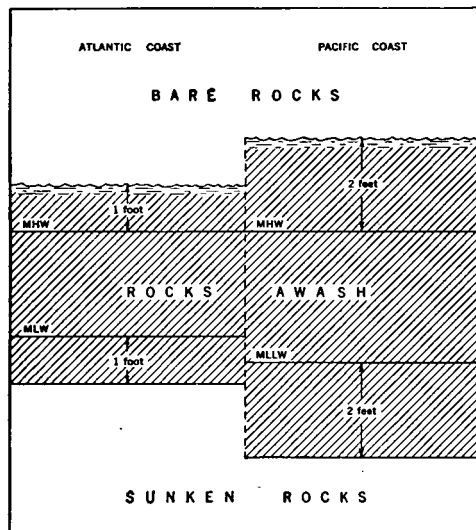 ATLANTIC COAST PACIFIC COAST
BARE ROCKS
2 feet
1 foot
MHW MHW
ROCKS AWASH
MLW
MLLW
1 foot
2 feet
SUNKEN ROCKS